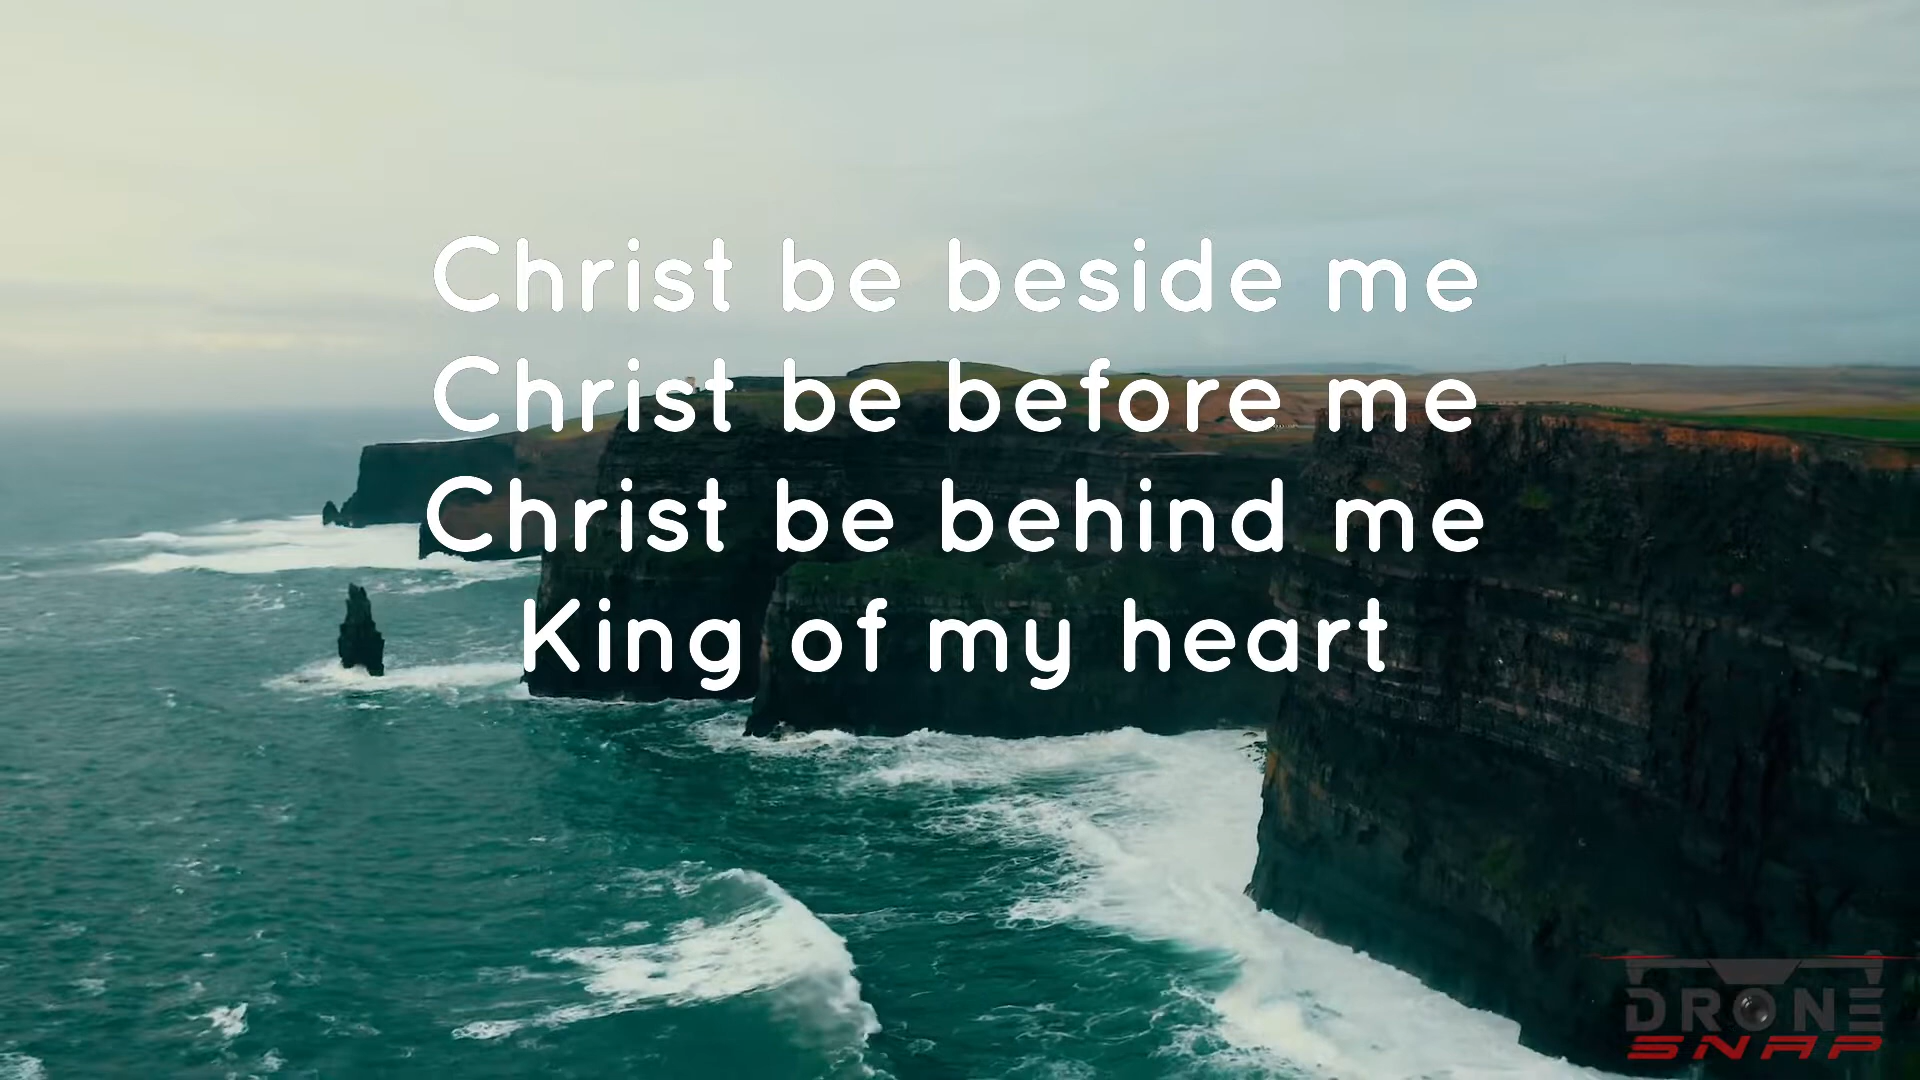 Christ be beside me
Christ be before me
Christ be behind me
King of my heart
DRONE
SNAP